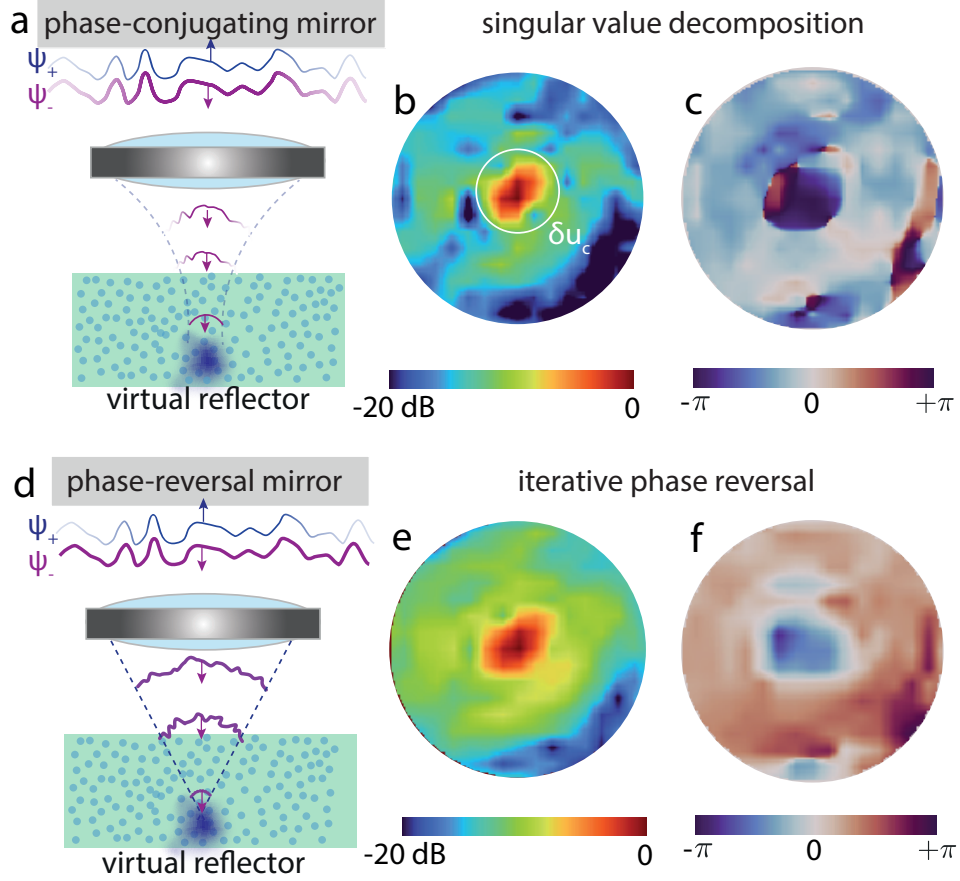 a
phase-conjugating mirror
singular value decomposition
ψ+
ψ-
b
c
δu_c
virtual reflector
-20 dB
0
-π
0
+π
d
phase-reversal mirror
iterative phase reversal
ψ+
ψ-
e
f
virtual reflector
-20 dB
0
-π
0
+π